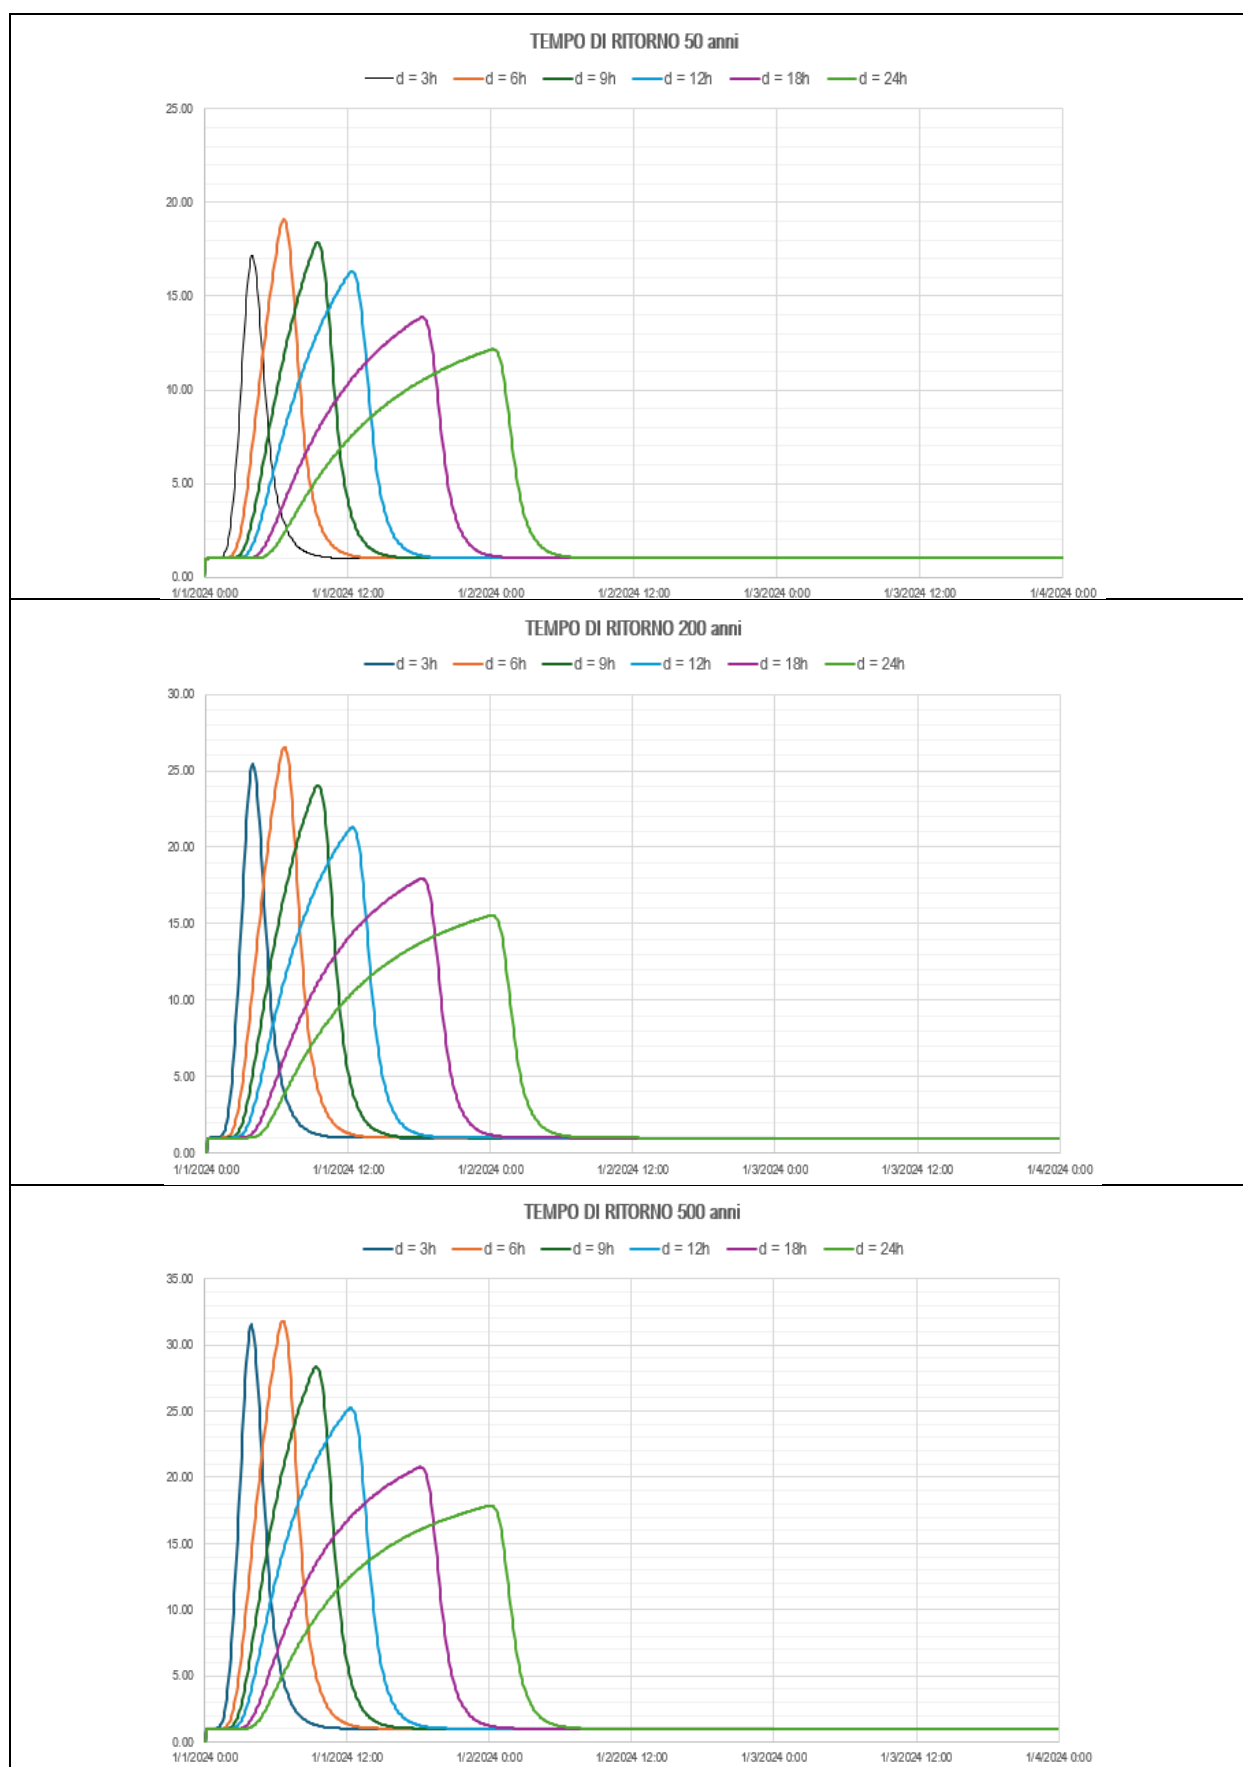 TEMPO DI RITORNO 50 anni
d = 3h d = 6h d = 9h d = 12h d = 18h d = 24h
25.00
20.00
15.00
10.00
5.00
0.00
1/1/2024 0:00 1/1/2024 12:00 1/2/2024 0:00 1/2/2024 12:00 1/3/2024 0:00 1/3/2024 12:00 1/4/2024 0:00
TEMPO DI RITORNO 200 anni
d = 3h d = 6h d = 9h d = 12h d = 18h d = 24h
30.00
25.00
20.00
15.00
10.00
5.00
0.00
1/1/2024 0:00 1/1/2024 12:00 1/2/2024 0:00 1/2/2024 12:00 1/3/2024 0:00 1/3/2024 12:00 1/4/2024 0:00
TEMPO DI RITORNO 500 anni
d = 3h d = 6h d = 9h d = 12h d = 18h d = 24h
35.00
30.00
25.00
20.00
15.00
10.00
5.00
0.00
1/1/2024 0:00 1/1/2024 12:00 1/2/2024 0:00 1/2/2024 12:00 1/3/2024 0:00 1/3/2024 12:00 1/4/2024 0:00